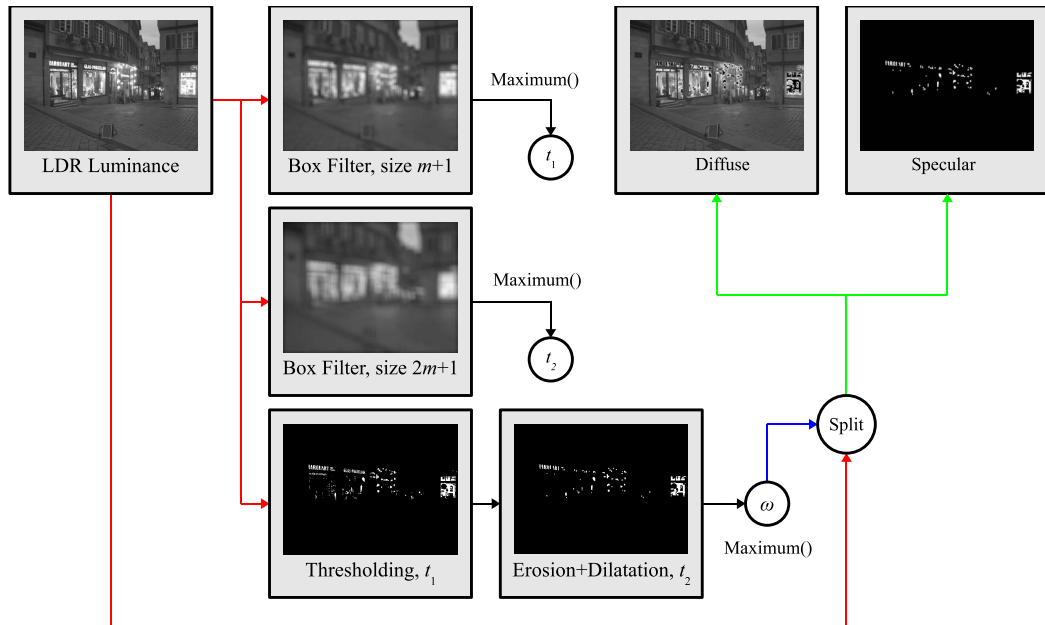 LDR Luminance
Box Filter, size m+1
Maximum()
t₁
Diffuse
Specular
Box Filter, size 2m+1
Maximum()
t₂
Thresholding, t₁
Erosion+Dilatation, t₂
ω
Maximum()
Split